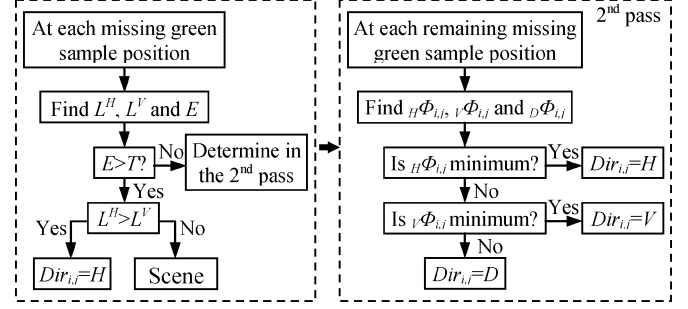 At each missing green
sample position
Find L^H, L^V and E
E>T?
No
Determine in
the 2nd pass
Yes
L^H>L^V
Yes
No
Dir_i,j=H
Scene
2nd pass
At each remaining missing
green sample position
Find _HΦ_i,j, _VΦ_i,j and _DΦ_i,j
Is _HΦ_i,j minimum?
Yes
Dir_i,j=H
No
Is _VΦ_i,j minimum?
Yes
Dir_i,j=V
No
Dir_i,j=D